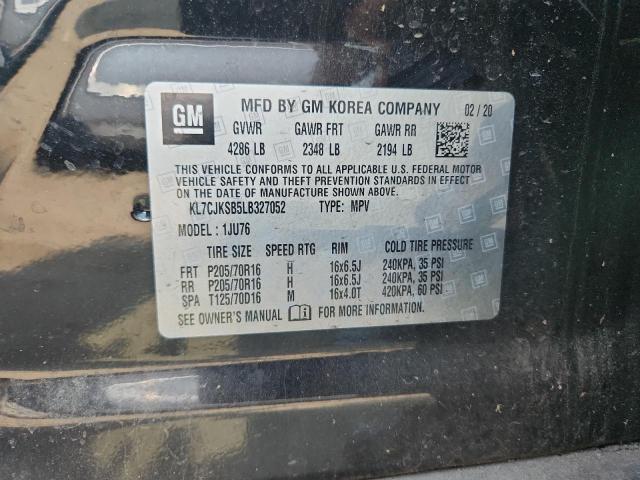 GM MFD BY GM KOREA COMPANY 02 / 20
GVWR GAWR FRT GAWR RR
4286 LB 2348 LB 2194 LB
THIS VEHICLE CONFORMS TO ALL APPLICABLE U.S. FEDERAL MOTOR
VEHICLE SAFETY AND THEFT PREVENTION STANDARDS IN EFFECT
ON THE DATE OF MANUFACTURE SHOWN ABOVE.
KL7CJKSB5LB327052 TYPE: MPV
MODEL : 1JU76
TIRE SIZE SPEED RTG RIM COLD TIRE PRESSURE
FRT P205/70R16 H 16x6.5J 240KPA, 35 PSI
RR P205/70R16 H 16x6.5J 240KPA, 35 PSI
SPA T125/70D16 M 16x4.0T 420KPA, 60 PSI
SEE OWNER'S MANUAL FOR MORE INFORMATION.